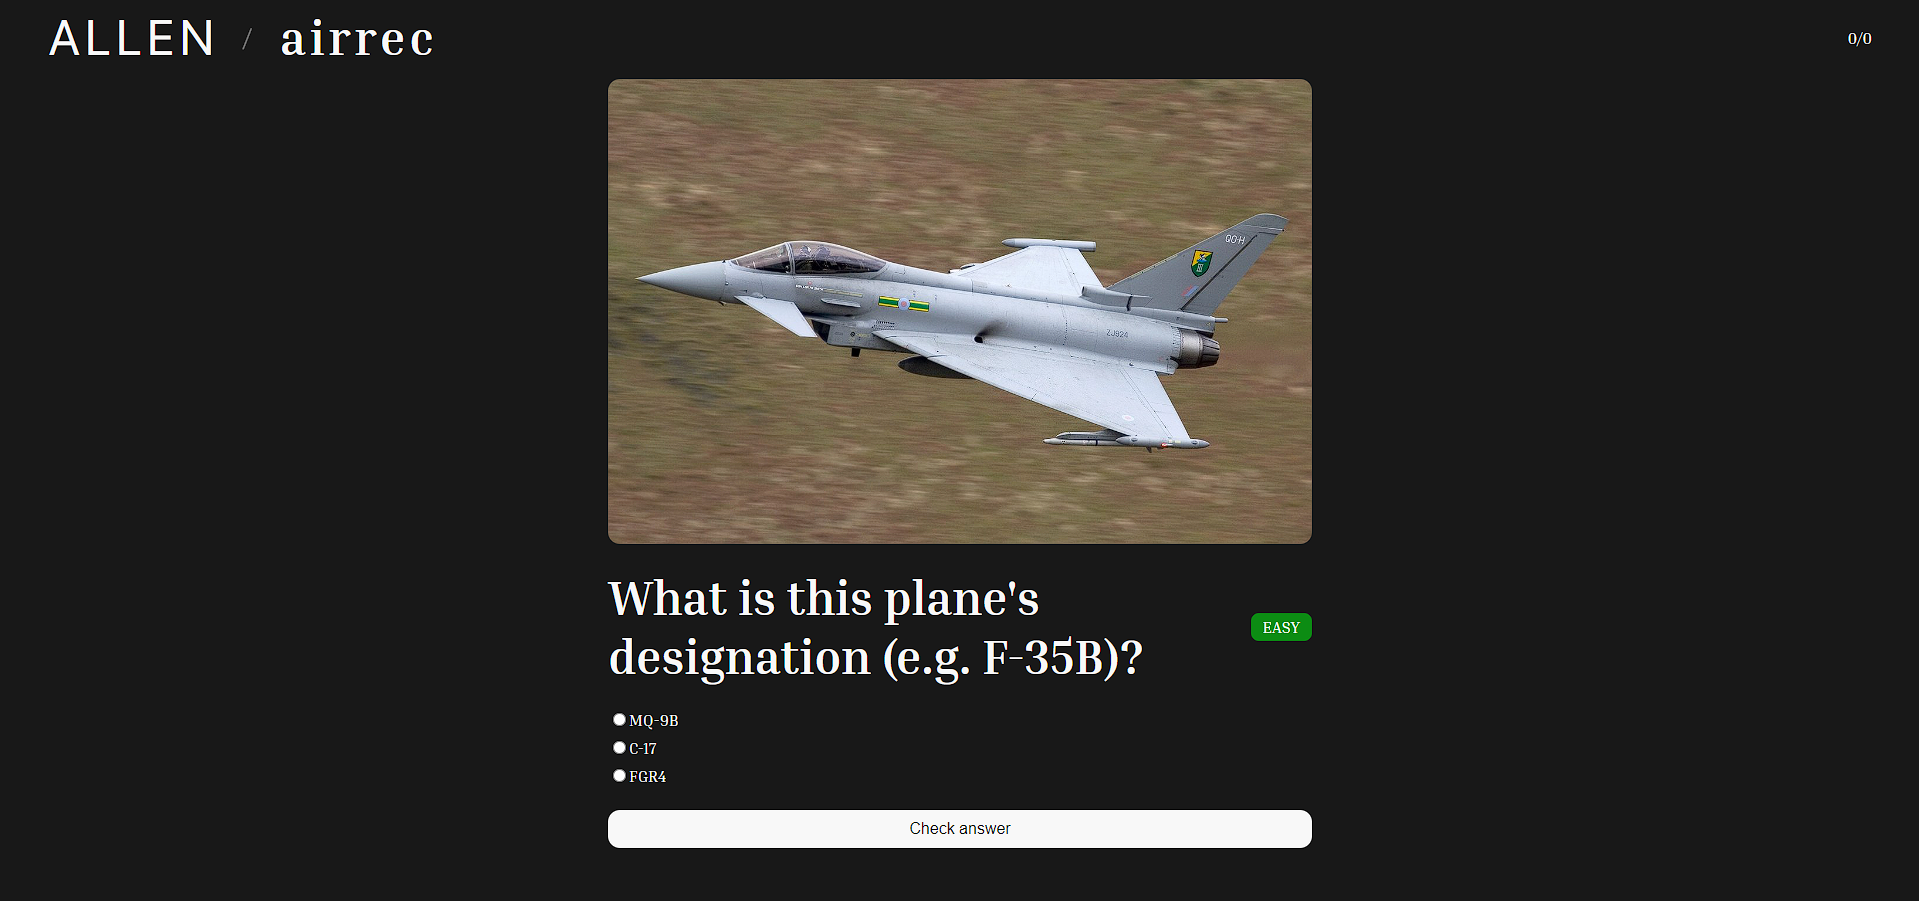 ALLEN / airrec
0/0
QO-H
ZJ924
What is this plane's
designation (e.g. F-35B)?
EASY
MQ-9B
C-17
FGR4
Check answer